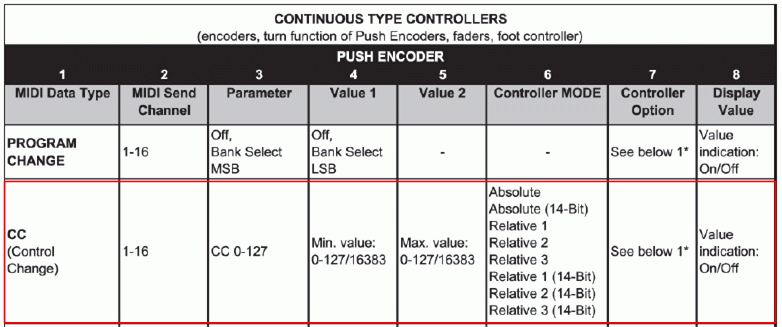 CONTINUOUS TYPE CONTROLLERS
(encoders, turn function of Push Encoders, faders, foot controller)
PUSH ENCODER
1 2 3 4 5 6 7 8
MIDI Data Type MIDI Send Channel Parameter Value 1 Value 2 Controller MODE Controller Option Display Value
PROGRAM CHANGE 1-16 Off, Bank Select MSB Off, Bank Select LSB - - See below 1* Value indication: On/Off
CC (Control Change) 1-16 CC 0-127 Min. value: 0-127/16383 Max. value: 0-127/16383 Absolute
Absolute (14-Bit)
Relative 1
Relative 2
Relative 3
Relative 1 (14-Bit)
Relative 2 (14-Bit)
Relative 3 (14-Bit)
See below 1* Value indication: On/Off